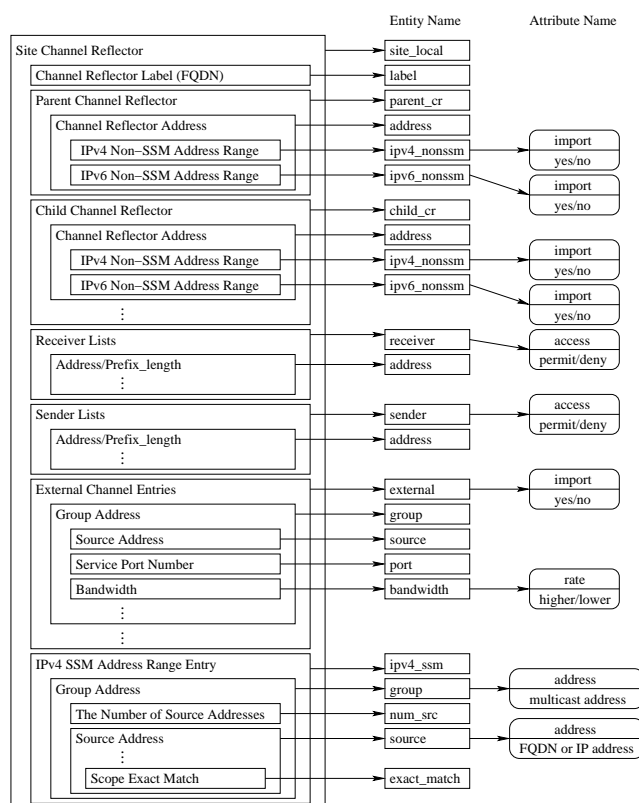 Entity Name Attribute Name
Site Channel Reflector site_local
Channel Reflector Label (FQDN) label
Parent Channel Reflector parent_cr
Channel Reflector Address address
IPv4 Non−SSM Address Range ipv4_nonssm import
yes/no
IPv6 Non−SSM Address Range ipv6_nonssm import
yes/no
Child Channel Reflector child_cr
Channel Reflector Address address
IPv4 Non−SSM Address Range ipv4_nonssm import
yes/no
IPv6 Non−SSM Address Range ipv6_nonssm import
yes/no
⋮
Receiver Lists receiver access
permit/deny
Address/Prefix_length address
⋮
Sender Lists sender access
permit/deny
Address/Prefix_length address
⋮
External Channel Entries external import
yes/no
Group Address group
Source Address source
Service Port Number port
Bandwidth bandwidth rate
higher/lower
⋮ ⋮
⋮
IPv4 SSM Address Range Entry ipv4_ssm
Group Address group address
multicast address
The Number of Source Addresses num_src
Source Address source address
FQDN or IP address
⋮
Scope Exact Match exact_match